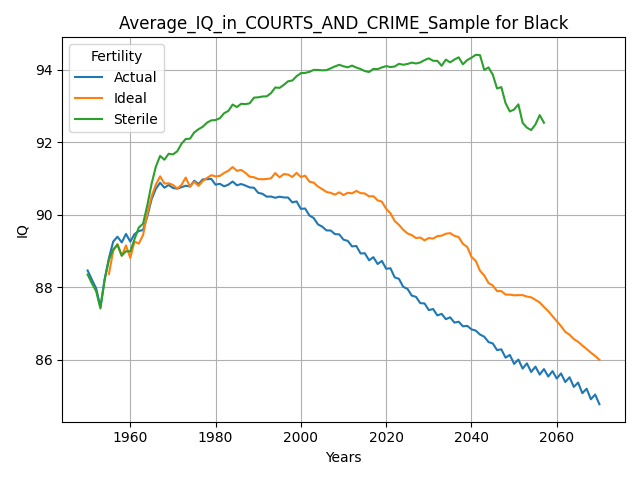 Average_IQ_in_COURTS_AND_CRIME_Sample for Black
Fertility
Actual
Ideal
Sterile
94
92
90
88
86
IQ
1960
1980
2000
2020
2040
2060
Years